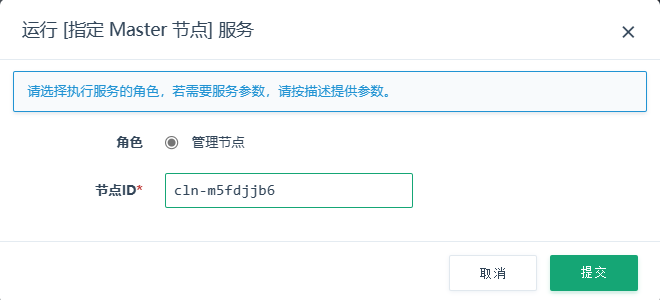 运行 [指定 Master 节点] 服务
请选择执行服务的角色，若需要服务参数，请按描述提供参数。
角色 管理节点
节点ID* cln-m5fdjjb6
取消 提交